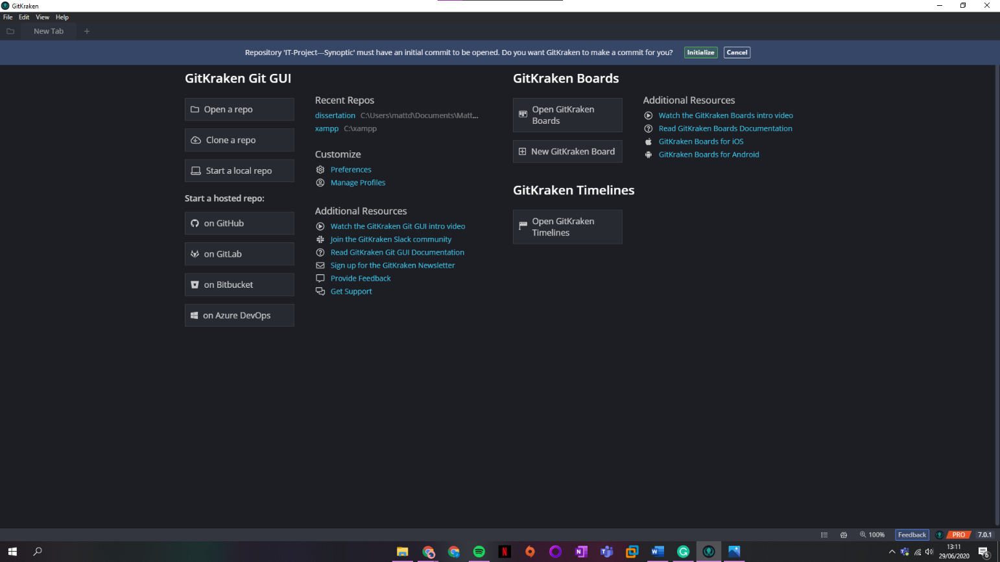 GitKraken
File Edit View Help
New Tab
Repository 'IT-Project---Synoptic' must have an initial commit to be opened. Do you want GitKraken to make a commit for you? Initialize Cancel
GitKraken Git GUI
Open a repo
Clone a repo
Start a local repo
Start a hosted repo:
on GitHub
on GitLab
on Bitbucket
on Azure DevOps
Recent Repos
dissertation C:\Users\mattd\Documents\Matt...
xampp C:\xampp
Customize
Preferences
Manage Profiles
Additional Resources
Watch the GitKraken Git GUI intro video
Join the GitKraken Slack community
Read GitKraken Git GUI Documentation
Sign up for the GitKraken Newsletter
Provide Feedback
Get Support
GitKraken Boards
Open GitKraken
Boards
New GitKraken Board
Additional Resources
Watch the GitKraken Boards intro video
Read GitKraken Boards Documentation
GitKraken Boards for iOS
GitKraken Boards for Android
GitKraken Timelines
Open GitKraken
Timelines
100% Feedback PRO 7.0.1
13:11
29/06/2020
6